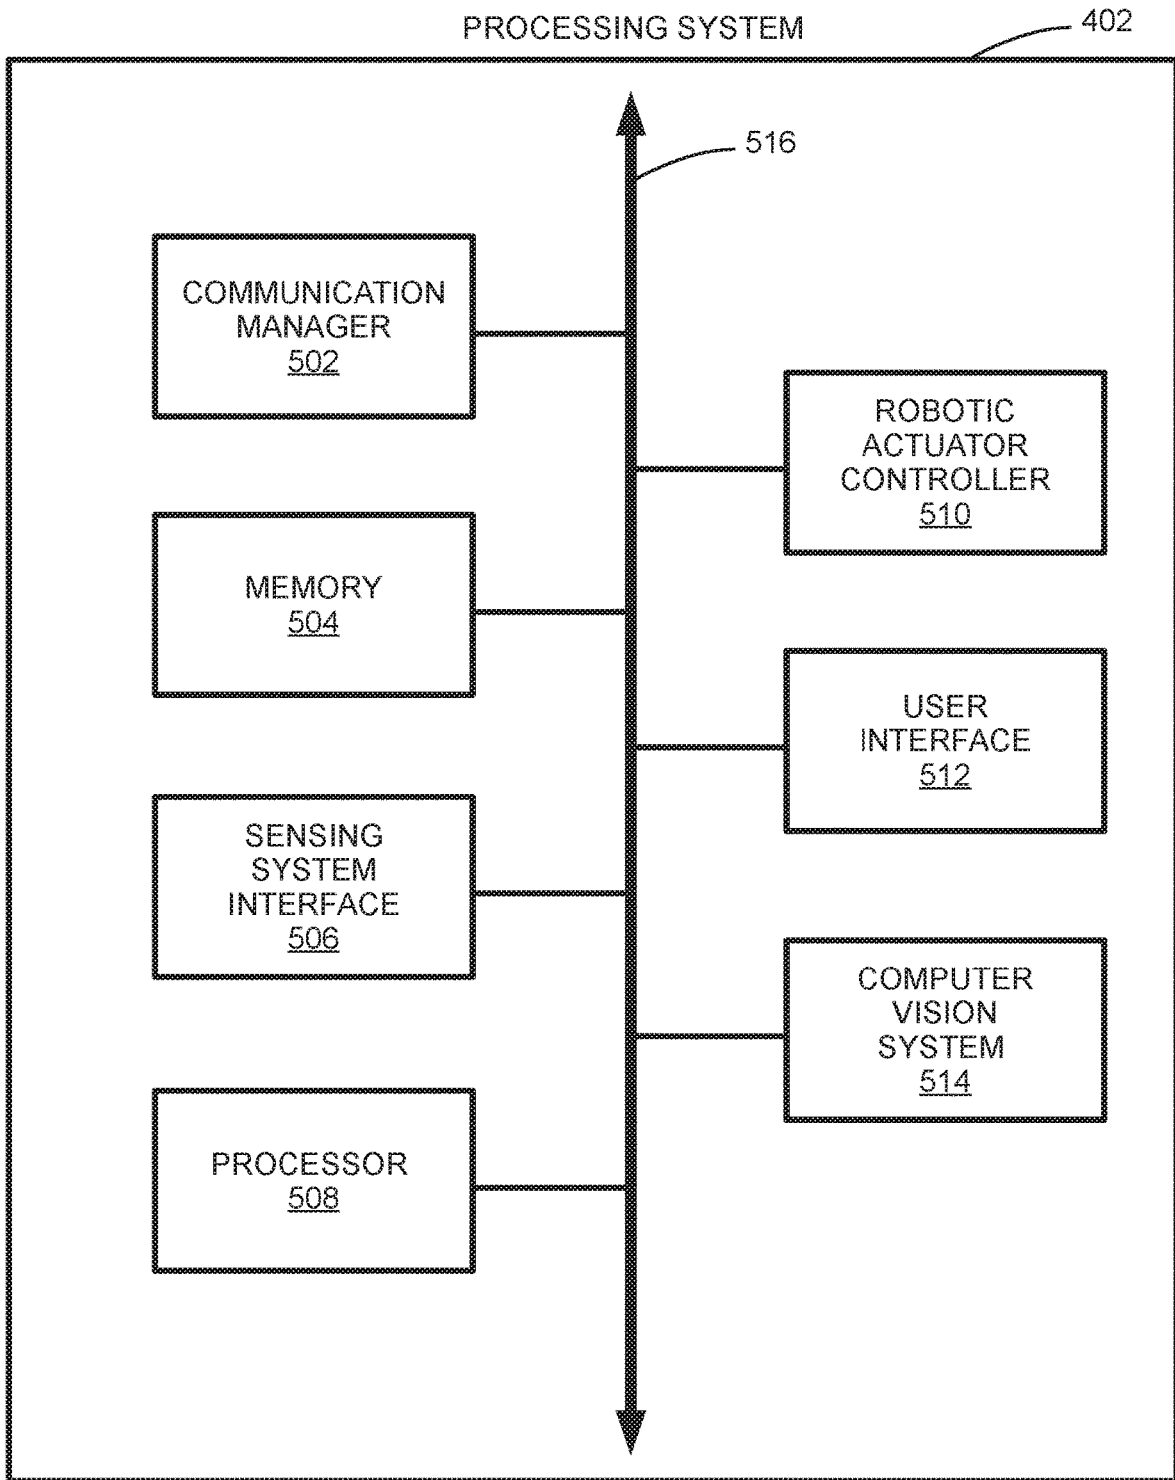 PROCESSING SYSTEM
402
516
COMMUNICATION
MANAGER
502
ROBOTIC
ACTUATOR
CONTROLLER
510
MEMORY
504
USER
INTERFACE
512
SENSING
SYSTEM
INTERFACE
506
COMPUTER
VISION
SYSTEM
514
PROCESSOR
508